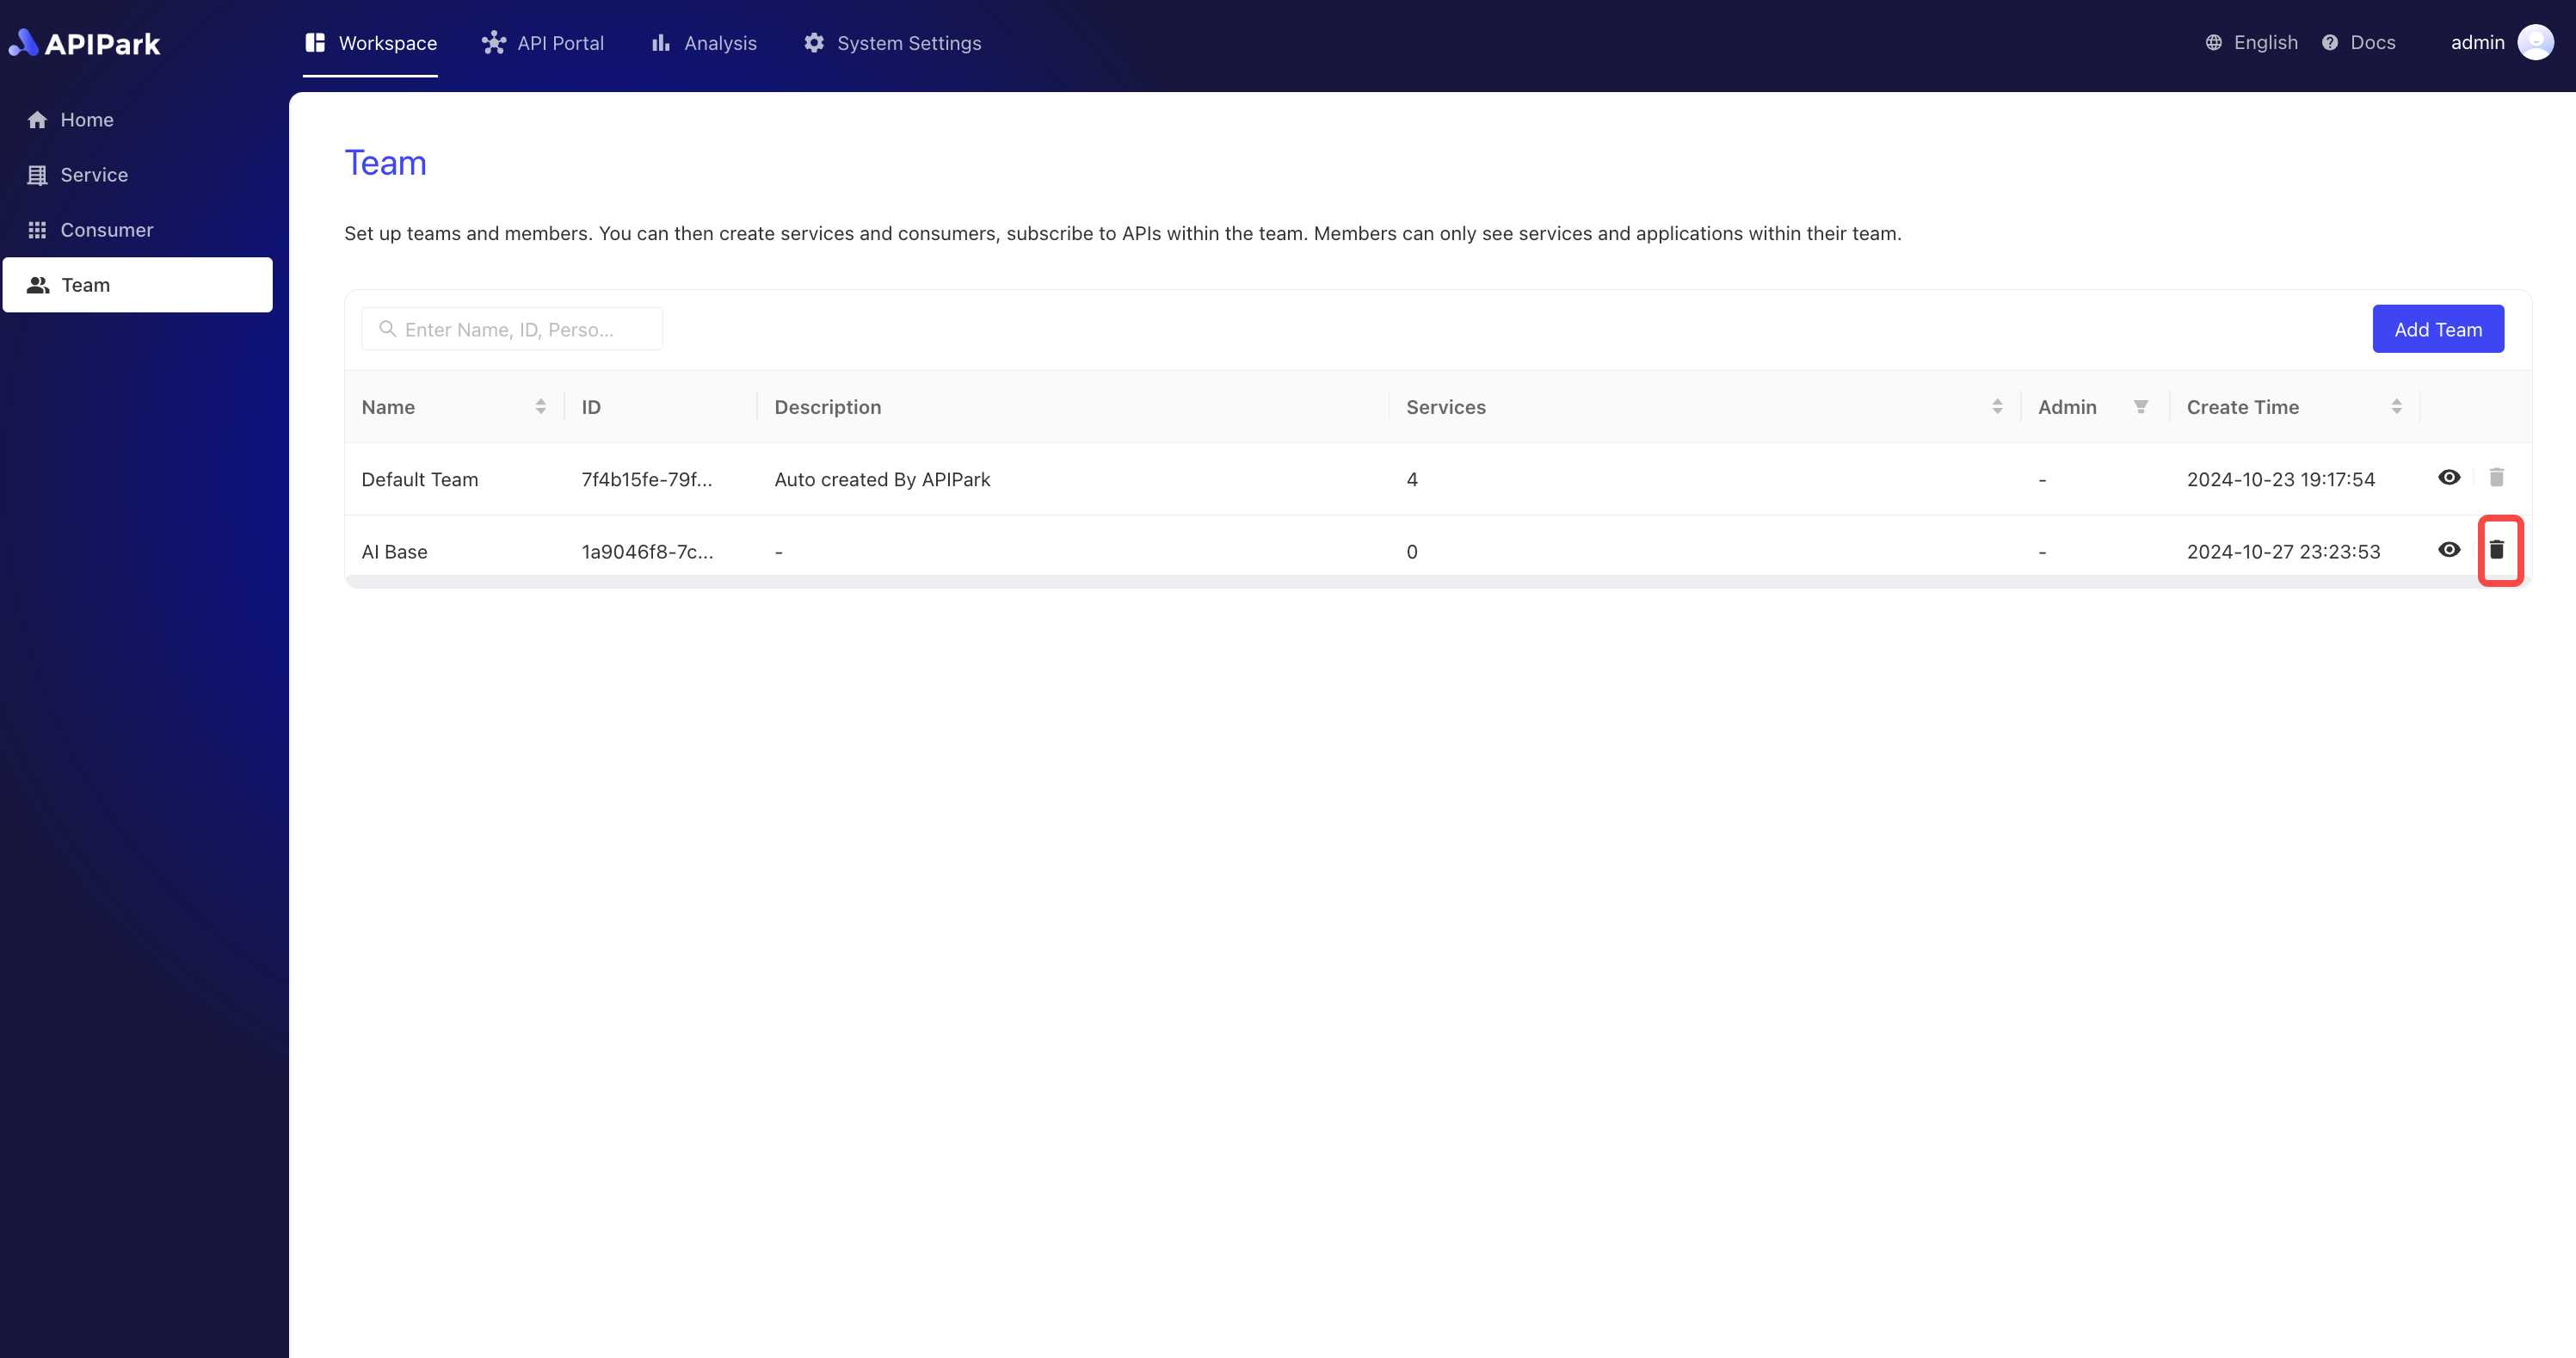 APIPark
Workspace
API Portal
Analysis
System Settings
English
Docs
admin
Home
Service
Consumer
Team
Team
Set up teams and members. You can then create services and consumers, subscribe to APIs within the team. Members can only see services and applications within their team.
Enter Name, ID, Perso...
Add Team
Name ID Description Services Admin Create Time
Default Team 7f4b15fe-79f... Auto created By APIPark 4 - 2024-10-23 19:17:54
AI Base 1a9046f8-7c... - 0 - 2024-10-27 23:23:53